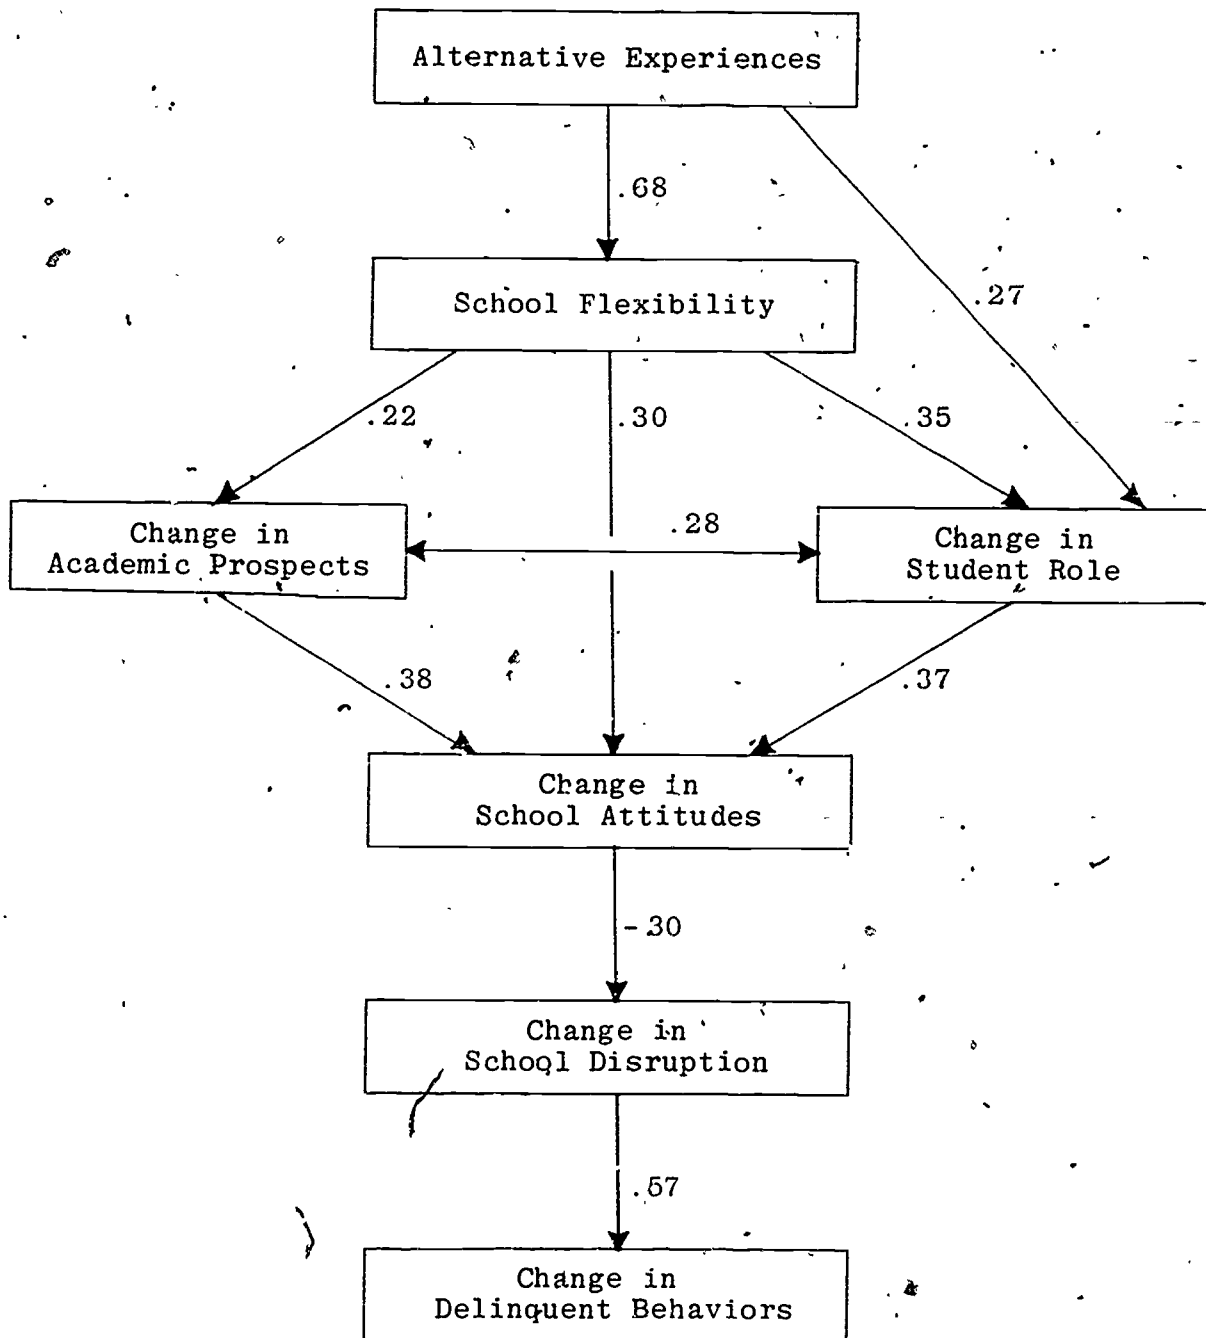 Alternative Experiences
.68
.27
School Flexibility
.22
.30
.35
.28
Change in
Academic Prospects
Change in
Student Role
.38
.37
Change in
School Attitudes
-.30
Change in
School Disruption
.57
Change in
Delinquent Behaviors